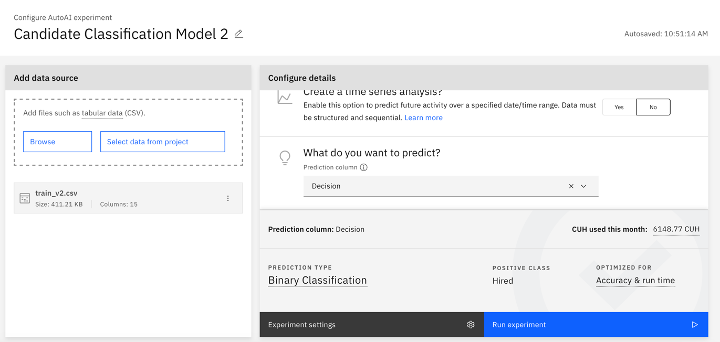 Configure AutoAI experiment
Candidate Classification Model 2
Autosaved: 10:51:14 AM
Add data source
Add files such as tabular data (CSV).
Browse
Select data from project
train_v2.csv
Size: 411.21 KB
Columns: 15
Configure details
Create a time series analysis?
Enable this option to predict future activity over a specified date/time range. Data must
be structured and sequential. Learn more
Yes
No
What do you want to predict?
Prediction column
Decision
Prediction column: Decision
CUH used this month: 6148.77 CUH
PREDICTION TYPE
Binary Classification
POSITIVE CLASS
Hired
OPTIMIZED FOR
Accuracy & run time
Experiment settings
Run experiment